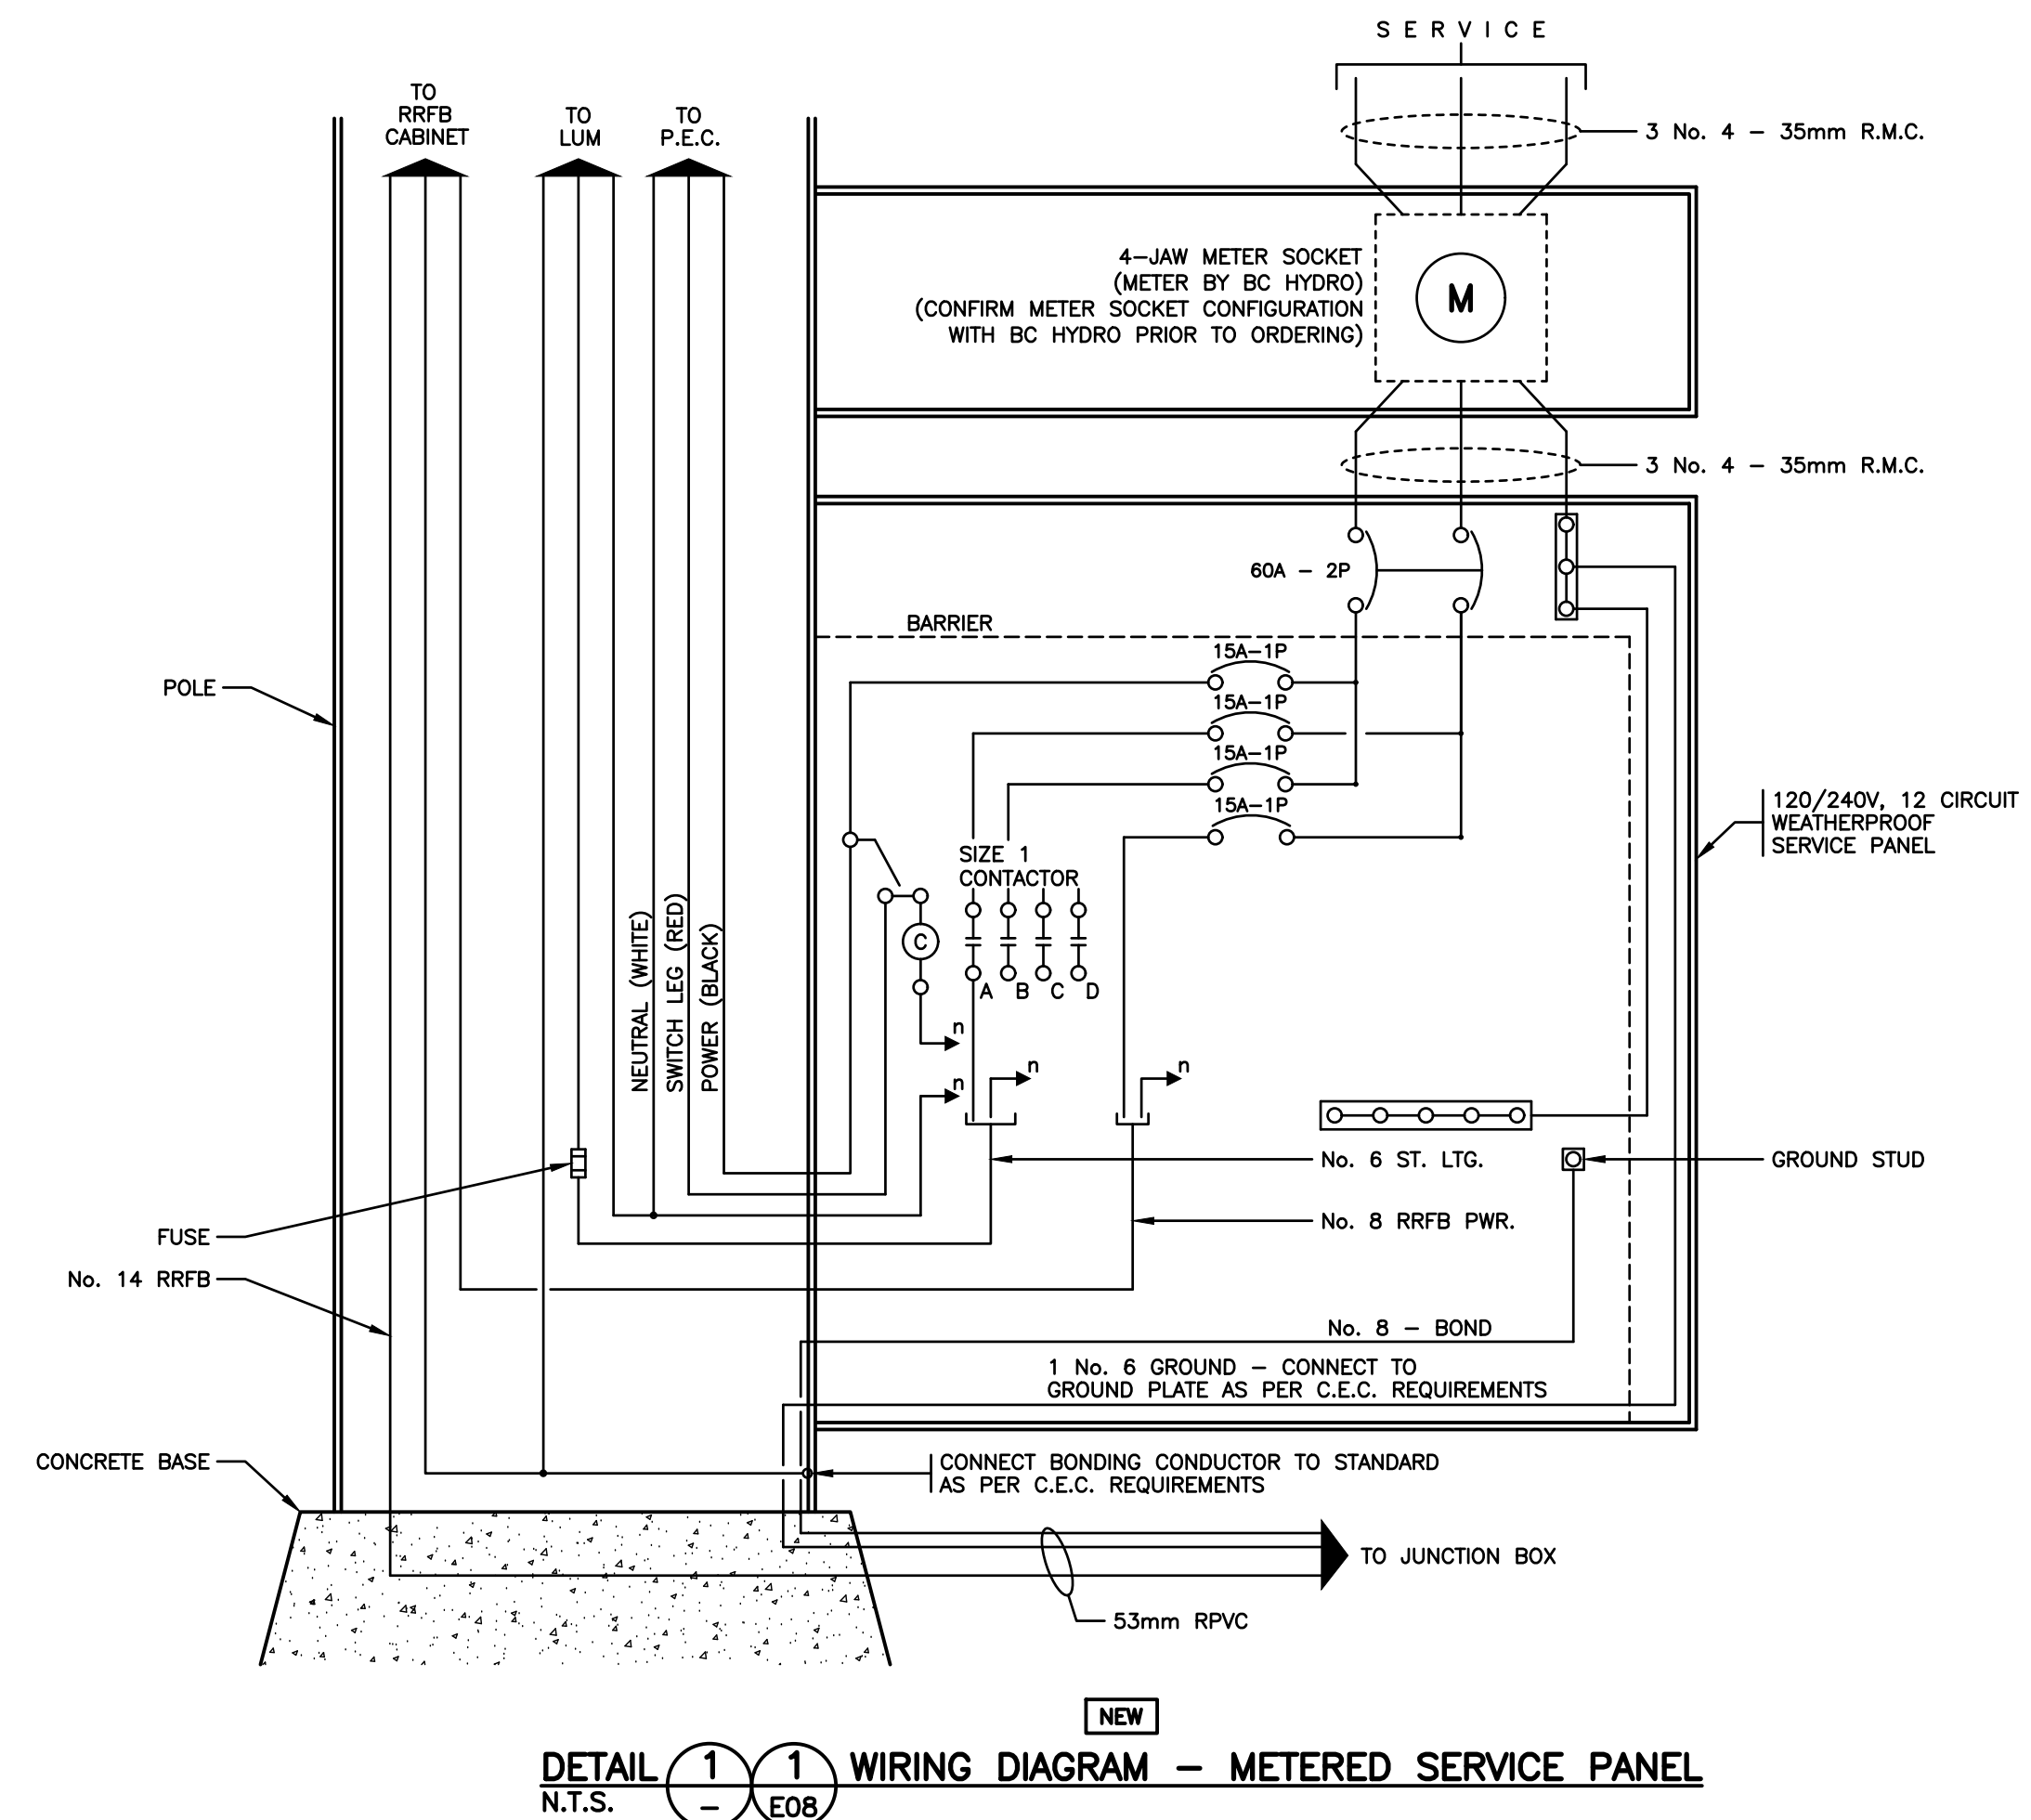 S E R V I C E
TO
RRFB
CABINET
TO
LUM
TO
P.E.C.
3 No. 4 - 35mm R.M.C.
4-JAW METER SOCKET
(METER BY BC HYDRO)
(CONFIRM METER SOCKET CONFIGURATION
WITH BC HYDRO PRIOR TO ORDERING)
M
3 No. 4 - 35mm R.M.C.
60A - 2P
BARRIER
15A-1P
15A-1P
15A-1P
15A-1P
POLE
120/240V, 12 CIRCUIT
WEATHERPROOF
SERVICE PANEL
SIZE 1
CONTACTOR
C
A B C D
NEUTRAL (WHITE)
SWITCH LEG (RED)
POWER (BLACK)
n
n
n
n
No. 6 ST. LTG.
GROUND STUD
No. 8 RRFB PWR.
FUSE
No. 14 RRFB
No. 8 - BOND
1 No. 6 GROUND - CONNECT TO
GROUND PLATE AS PER C.E.C. REQUIREMENTS
CONCRETE BASE
CONNECT BONDING CONDUCTOR TO STANDARD
AS PER C.E.C. REQUIREMENTS
TO JUNCTION BOX
53mm RPVC
NEW
DETAIL 1 1 WIRING DIAGRAM - METERED SERVICE PANEL
N.T.S. - E08